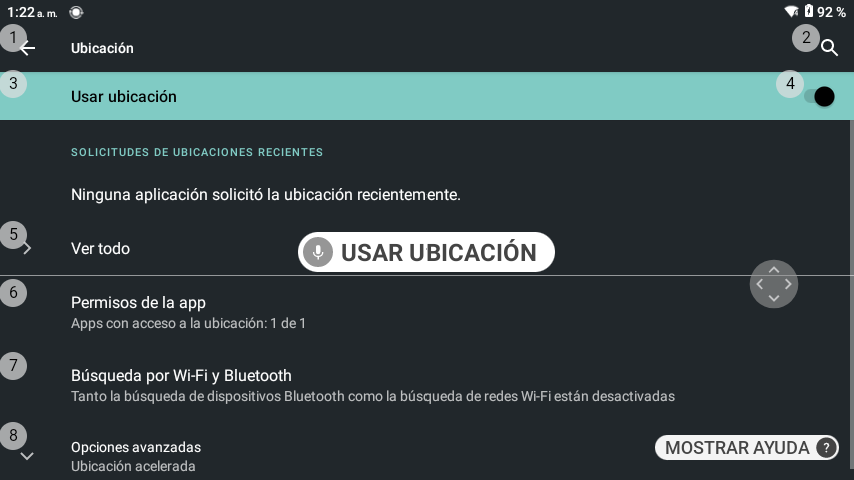 1:22 a. m.
92 %
1
Ubicación
2
3
Usar ubicación
4
SOLICITUDES DE UBICACIONES RECIENTES
Ninguna aplicación solicitó la ubicación recientemente.
5
Ver todo
USAR UBICACIÓN
6
Permisos de la app
Apps con acceso a la ubicación: 1 de 1
7
Búsqueda por Wi-Fi y Bluetooth
Tanto la búsqueda de dispositivos Bluetooth como la búsqueda de redes Wi-Fi están desactivadas
8
Opciones avanzadas
Ubicación acelerada
MOSTRAR AYUDA ?